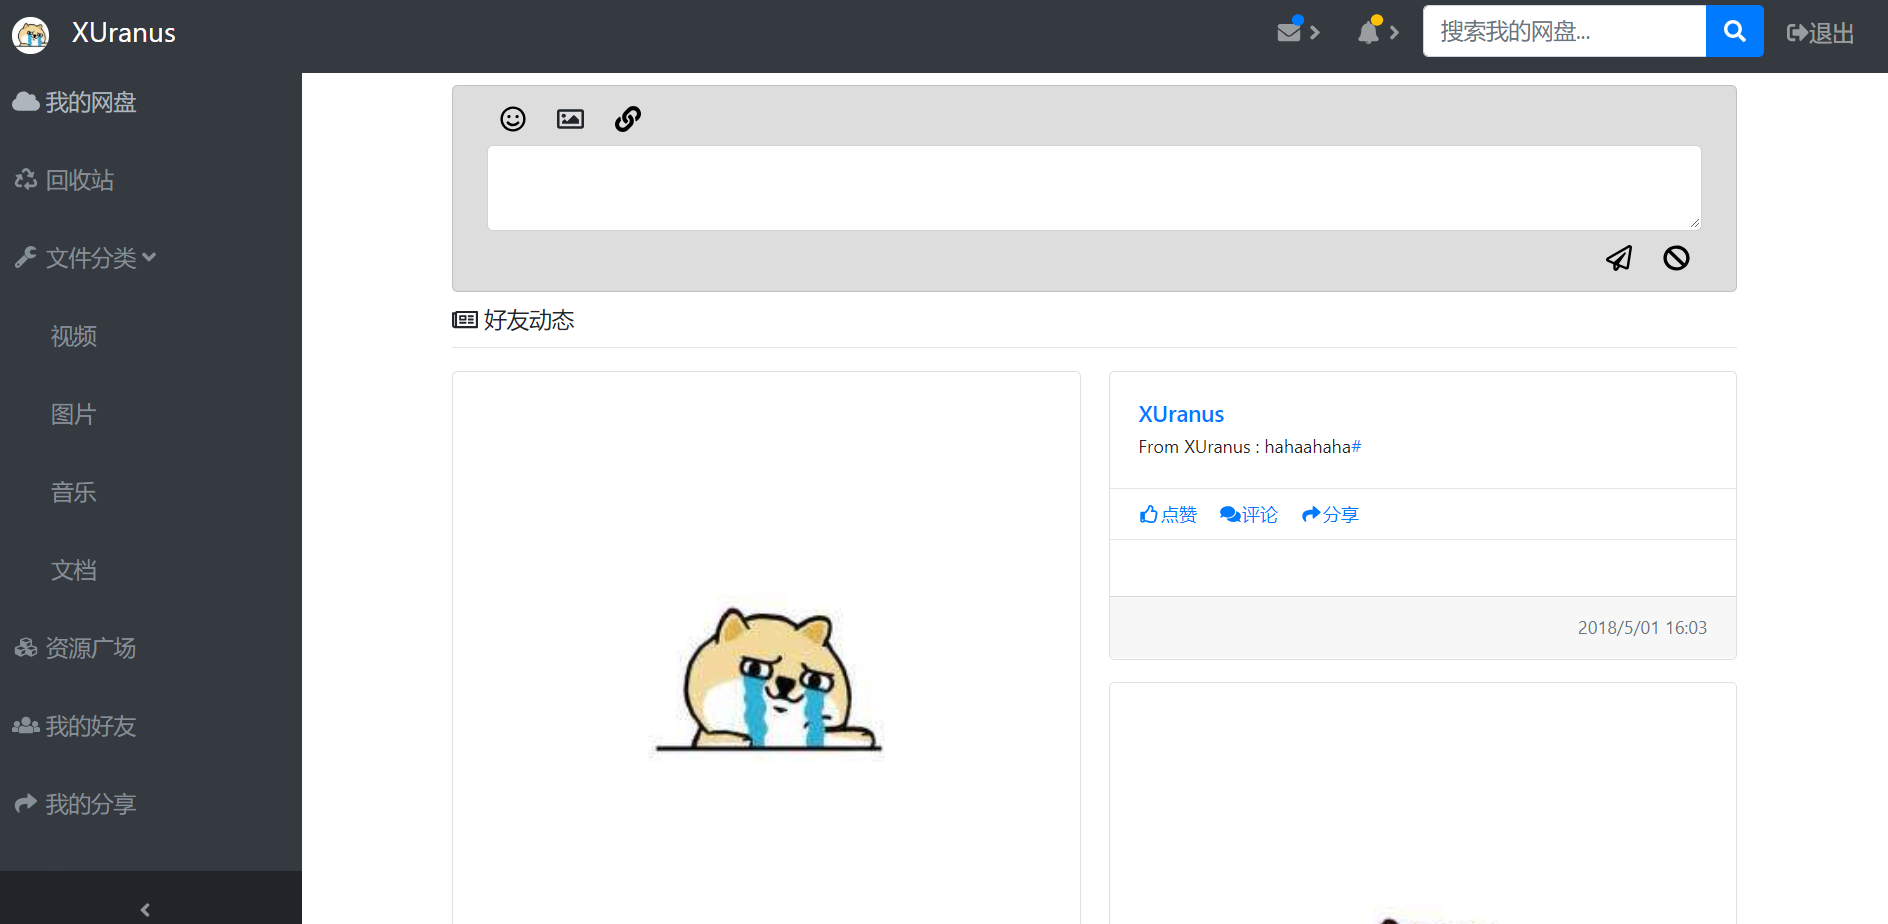 XUranus
搜索我的网盘...
退出
我的网盘
回收站
文件分类
视频
图片
音乐
文档
资源广场
我的好友
我的分享
好友动态
XUranus
From XUranus : hahaahaha#
点赞 评论 分享
2018/5/01 16:03